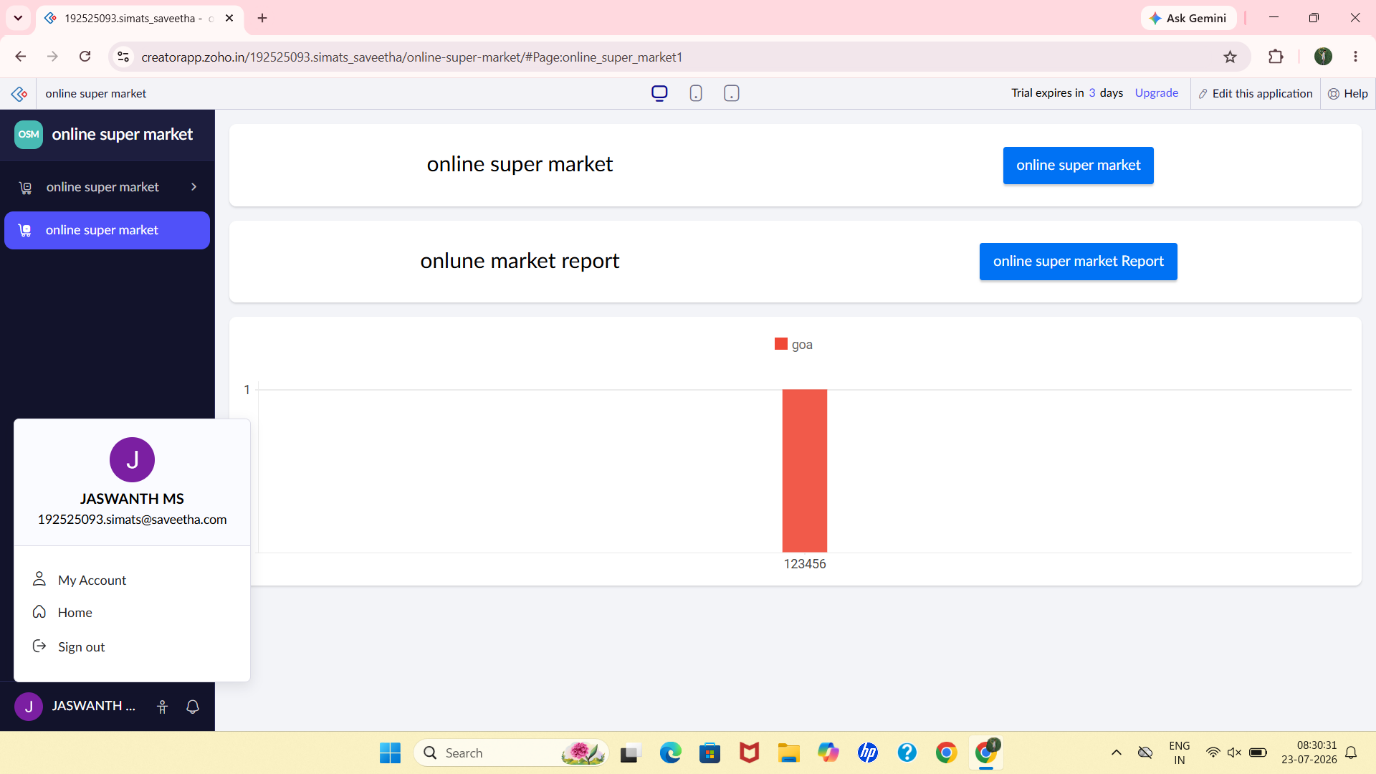 192525093.simats_saveetha -
Ask Gemini
creatorapp.zoho.in/192525093.simats_saveetha/online-super-market/#Page:online_super_market1
online super market
Trial expires in 3 days Upgrade
Edit this application
Help
OSM online super market
online super market
online super market
online super market
online super market
onlune market report
online super market Report
goa
1
123456
J
JASWANTH MS
192525093.simats@saveetha.com
My Account
Home
Sign out
J JASWANTH ...
Search
ENG
IN
08:30:31
23-07-2026